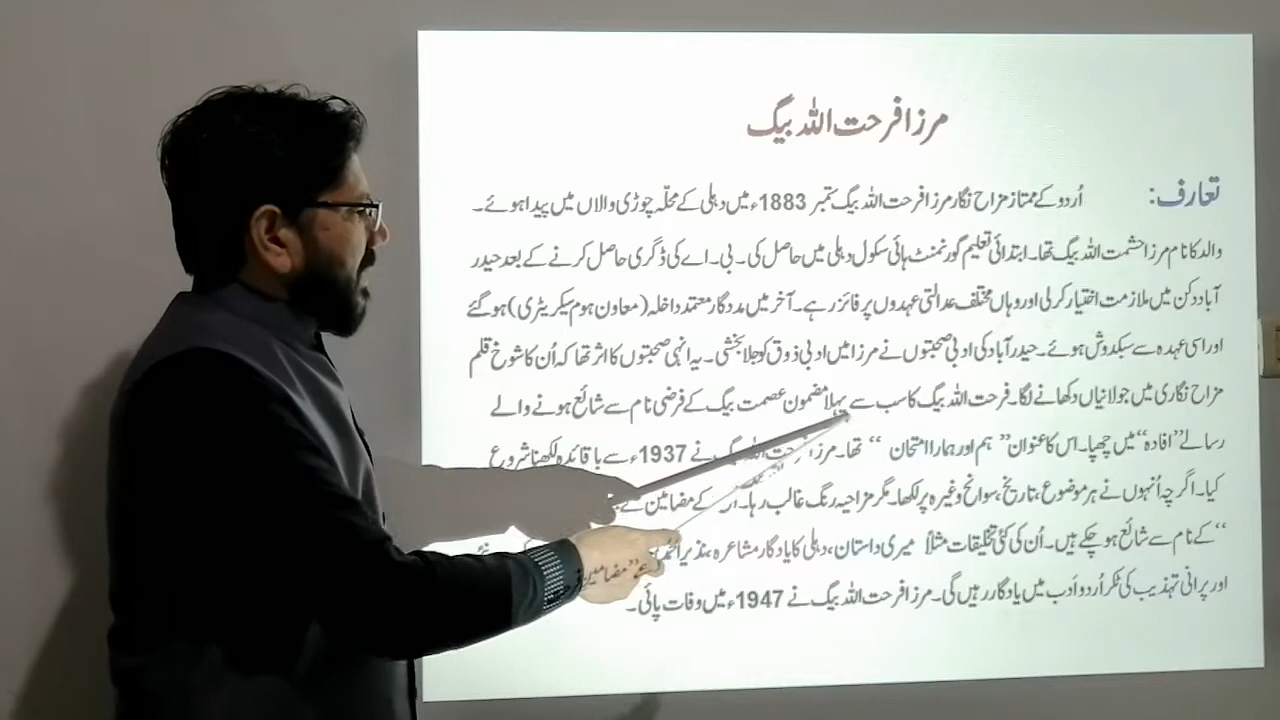 مرزا فرحت اللہ بیگ
تعارف: اُردو کے ممتاز مزاح نگار مرزا فرحت اللہ بیگ ستمبر 1883ء میں دہلی کے محلّہ چوڑی والاں میں پیدا ہوئے۔
والد کا نام مرزا حشمت اللہ بیگ تھا۔ ابتدائی تعلیم گورنمنٹ ہائی سکول دہلی میں حاصل کی۔ بی۔ اے کی ڈگری حاصل کرنے کے بعد حیدر
آباد دکن میں ملازمت اختیار کر لی اور وہاں مختلف عدالتی عہدوں پر فائز رہے۔ آخر میں مددگار معتمد داخلہ (معاون ہوم سیکریٹری) ہو گئے
اور اسی عہدہ سے سبکدوش ہوئے۔ حیدر آباد کی ادبی صحبتوں نے مرزا میں ادبی ذوق کو جلا بخشی۔ یہ انہی صحبتوں کا اثر تھا کہ اُن کا شوخ قلم
مزاح نگاری میں جولانیاں دکھانے لگا۔ فرحت اللہ بیگ کا سب سے پہلا مضمون عصمت بیگ کے فرضی نام سے شائع ہونے والے
رسالے ”افادہ“ میں چھپا۔ اس کا عنوان ” ہم اور ہمارا امتحان “ تھا۔ مرزا فرحت اللہ بیگ نے 1937ء سے باقائدہ لکھنا شروع
کیا۔ اگرچہ اُنہوں نے ہر موضوع، تاریخ، سوانح وغیرہ پر لکھا۔ مگر مزاحیہ رنگ غالب رہا۔ کے مضامین
“ کے نام سے شائع ہو چکے ہیں۔ اُن کی کئی تخلیقات مثلاً میری داستان، دہلی کا یادگار مشاعرہ، نذیر
اور پرانی تہذیب کی ٹکر اُردو اَدب میں یادگار رہیں گی۔ مرزا فرحت اللہ بیگ نے 1947ء میں وفات پائی۔